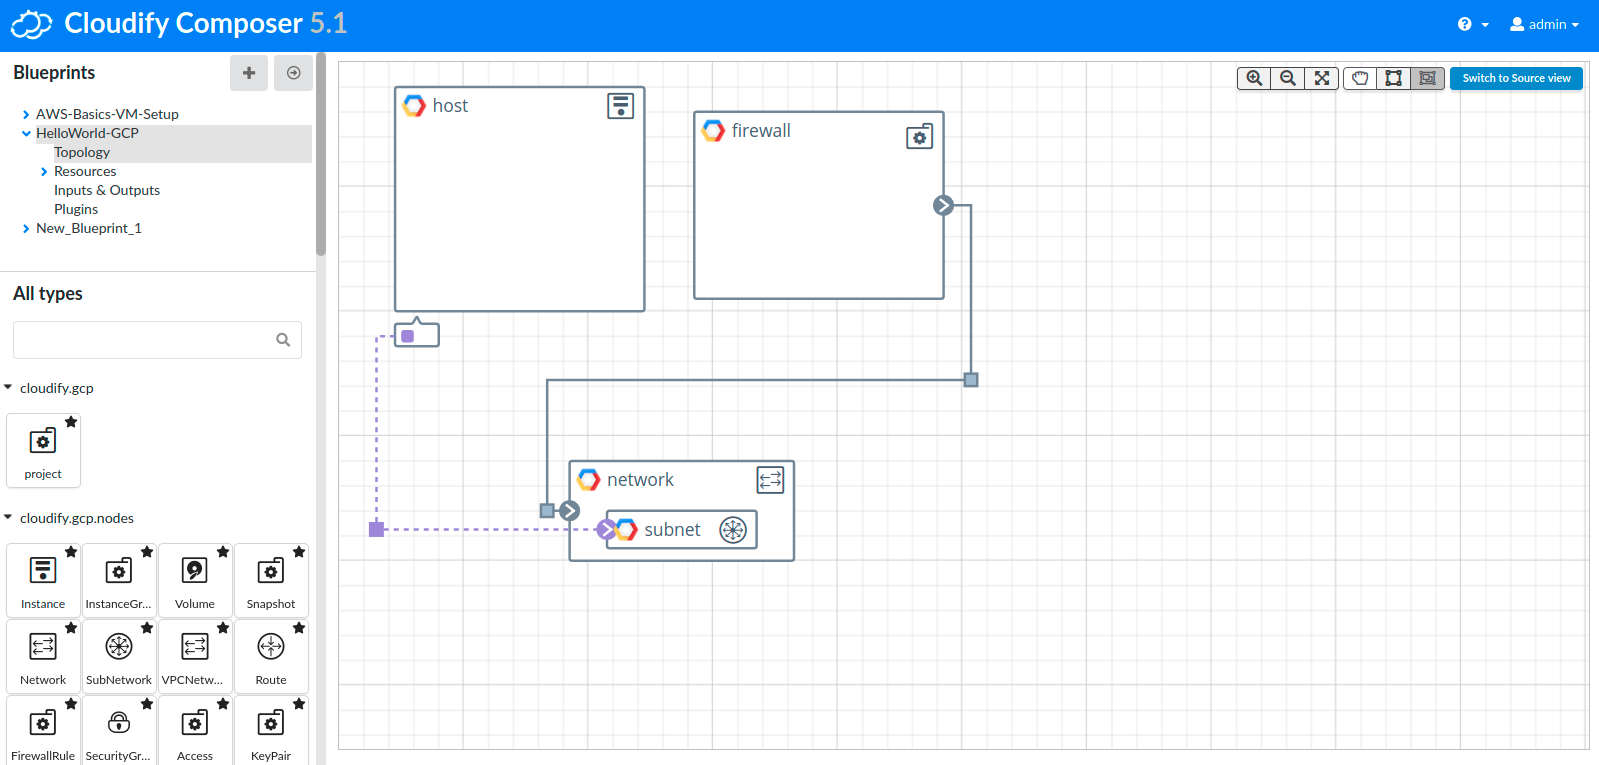 Cloudify Composer 5.1
admin
Blueprints
AWS-Basics-VM-Setup
HelloWorld-GCP
Topology
Resources
Inputs & Outputs
Plugins
New_Blueprint_1
All types
cloudify.gcp
project
cloudify.gcp.nodes
Instance InstanceGr... Volume Snapshot
Network SubNetwork VPCNetw... Route
FirewallRule SecurityGr... Access KeyPair
Switch to Source view
host
firewall
network
subnet